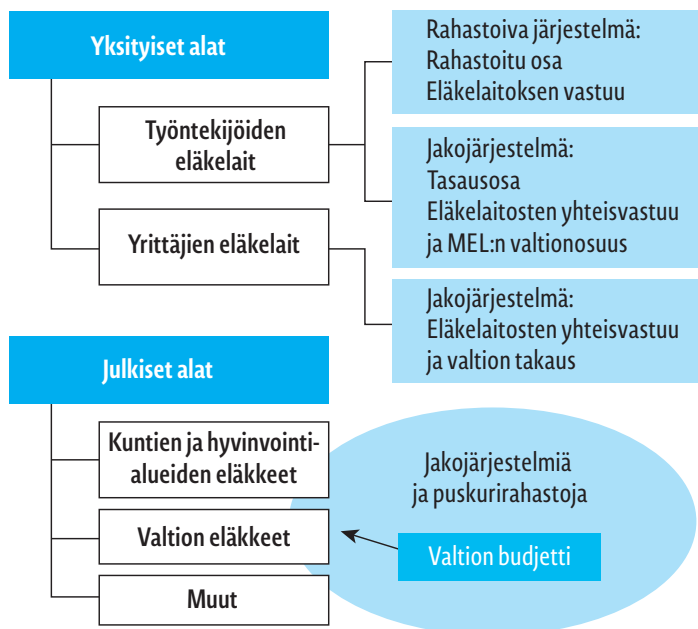 Yksityiset alat
Työntekijöiden
eläkelait
Yrittäjien eläkelait
Rahastoiva järjestelmä:
Rahastoitu osa
Eläkelaitoksen vastuu
Jakojärjestelmä:
Tasausosa
Eläkelaitosten yhteisvastuu
ja MEL:n valtionosuus
Jakojärjestelmä:
Eläkelaitosten yhteisvastuu
ja valtion takaus
Julkiset alat
Kuntien ja hyvinvointi-
alueiden eläkkeet
Valtion eläkkeet
Muut
Jakojärjestelmiä
ja puskurirahastoja
Valtion budjetti